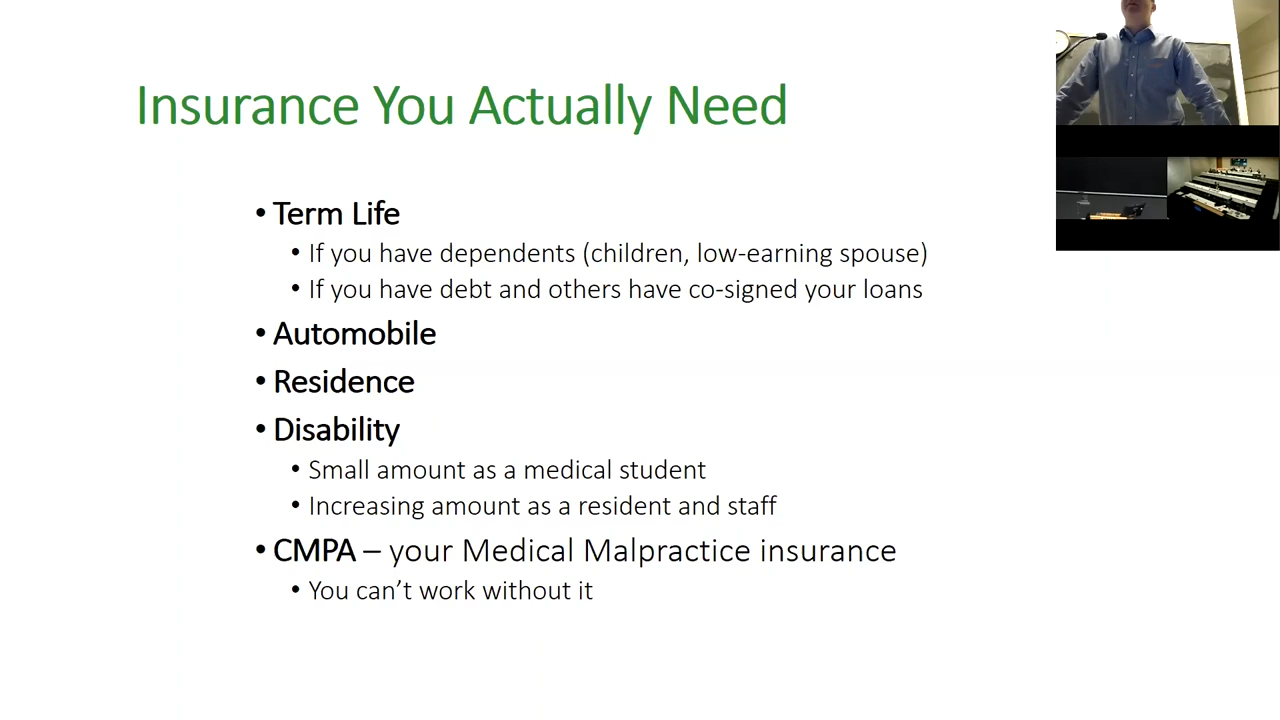 Insurance You Actually Need
• Term Life
• If you have dependents (children, low-earning spouse)
• If you have debt and others have co-signed your loans
• Automobile
• Residence
• Disability
• Small amount as a medical student
• Increasing amount as a resident and staff
• CMPA – your Medical Malpractice insurance
• You can’t work without it